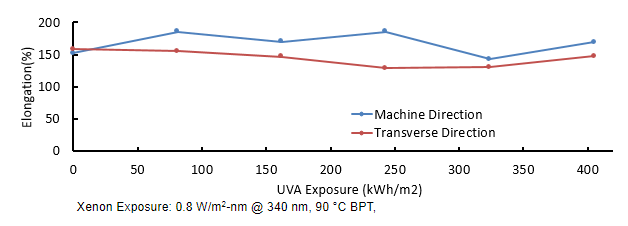 200
150
100
50
0
Elongation(%)
Machine Direction
Transverse Direction
0 50 100 150 200 250 300 350 400
UVA Exposure (kWh/m2)
Xenon Exposure: 0.8 W/m²-nm @ 340 nm, 90 °C BPT,